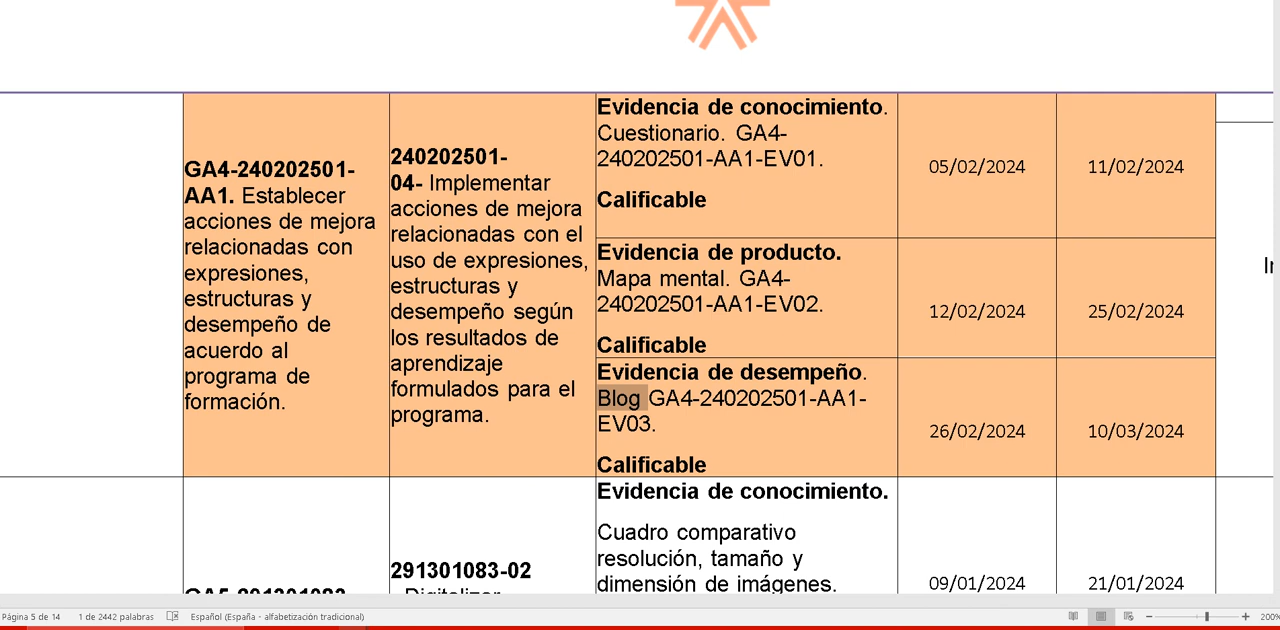 GA4-240202501-
AA1. Establecer
acciones de mejora
relacionadas con
expresiones,
estructuras y
desempeño de
acuerdo al
programa de
formación.
240202501-
04- Implementar
acciones de mejora
relacionadas con el
uso de expresiones,
estructuras y
desempeño según
los resultados de
aprendizaje
formulados para el
programa.
Evidencia de conocimiento.
Cuestionario. GA4-
240202501-AA1-EV01.
Calificable
05/02/2024
11/02/2024
Evidencia de producto.
Mapa mental. GA4-
240202501-AA1-EV02.
Calificable
12/02/2024
25/02/2024
Evidencia de desempeño.
Blog GA4-240202501-AA1-
EV03.
Calificable
26/02/2024
10/03/2024
291301083-02
Evidencia de conocimiento.
Cuadro comparativo
resolución, tamaño y
dimensión de imágenes.
09/01/2024
21/01/2024
Página 5 de 14
1 de 2442 palabras
Español (España - alfabetización tradicional)
200%